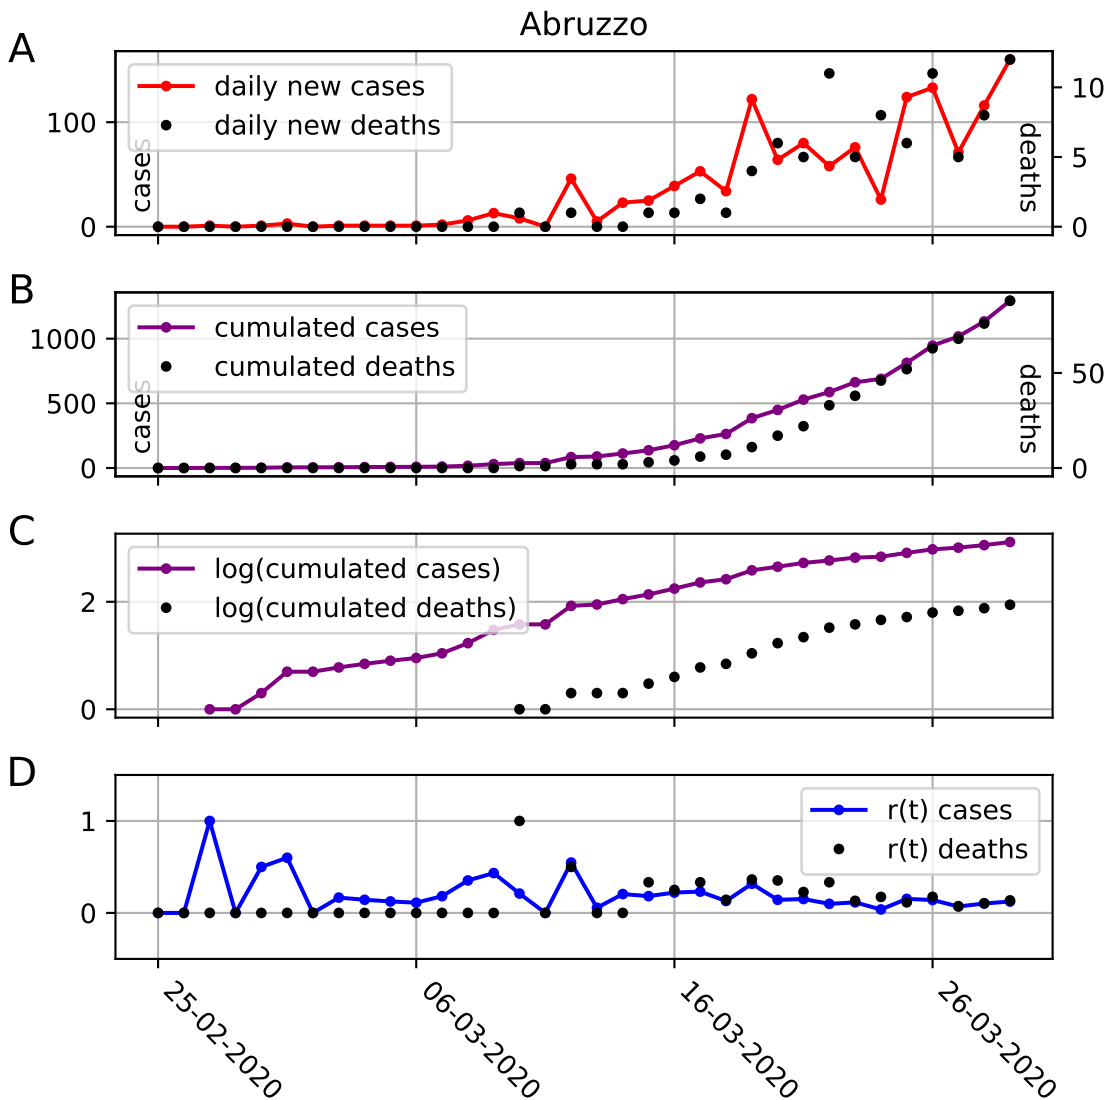 Abruzzo
A
daily new cases
daily new deaths
100
0
cases
10
5
0
deaths
B
cumulated cases
cumulated deaths
1000
500
0
cases
50
0
deaths
C
log(cumulated cases)
log(cumulated deaths)
2
0
D
r(t) cases
r(t) deaths
1
0
25-02-2020
06-03-2020
16-03-2020
26-03-2020